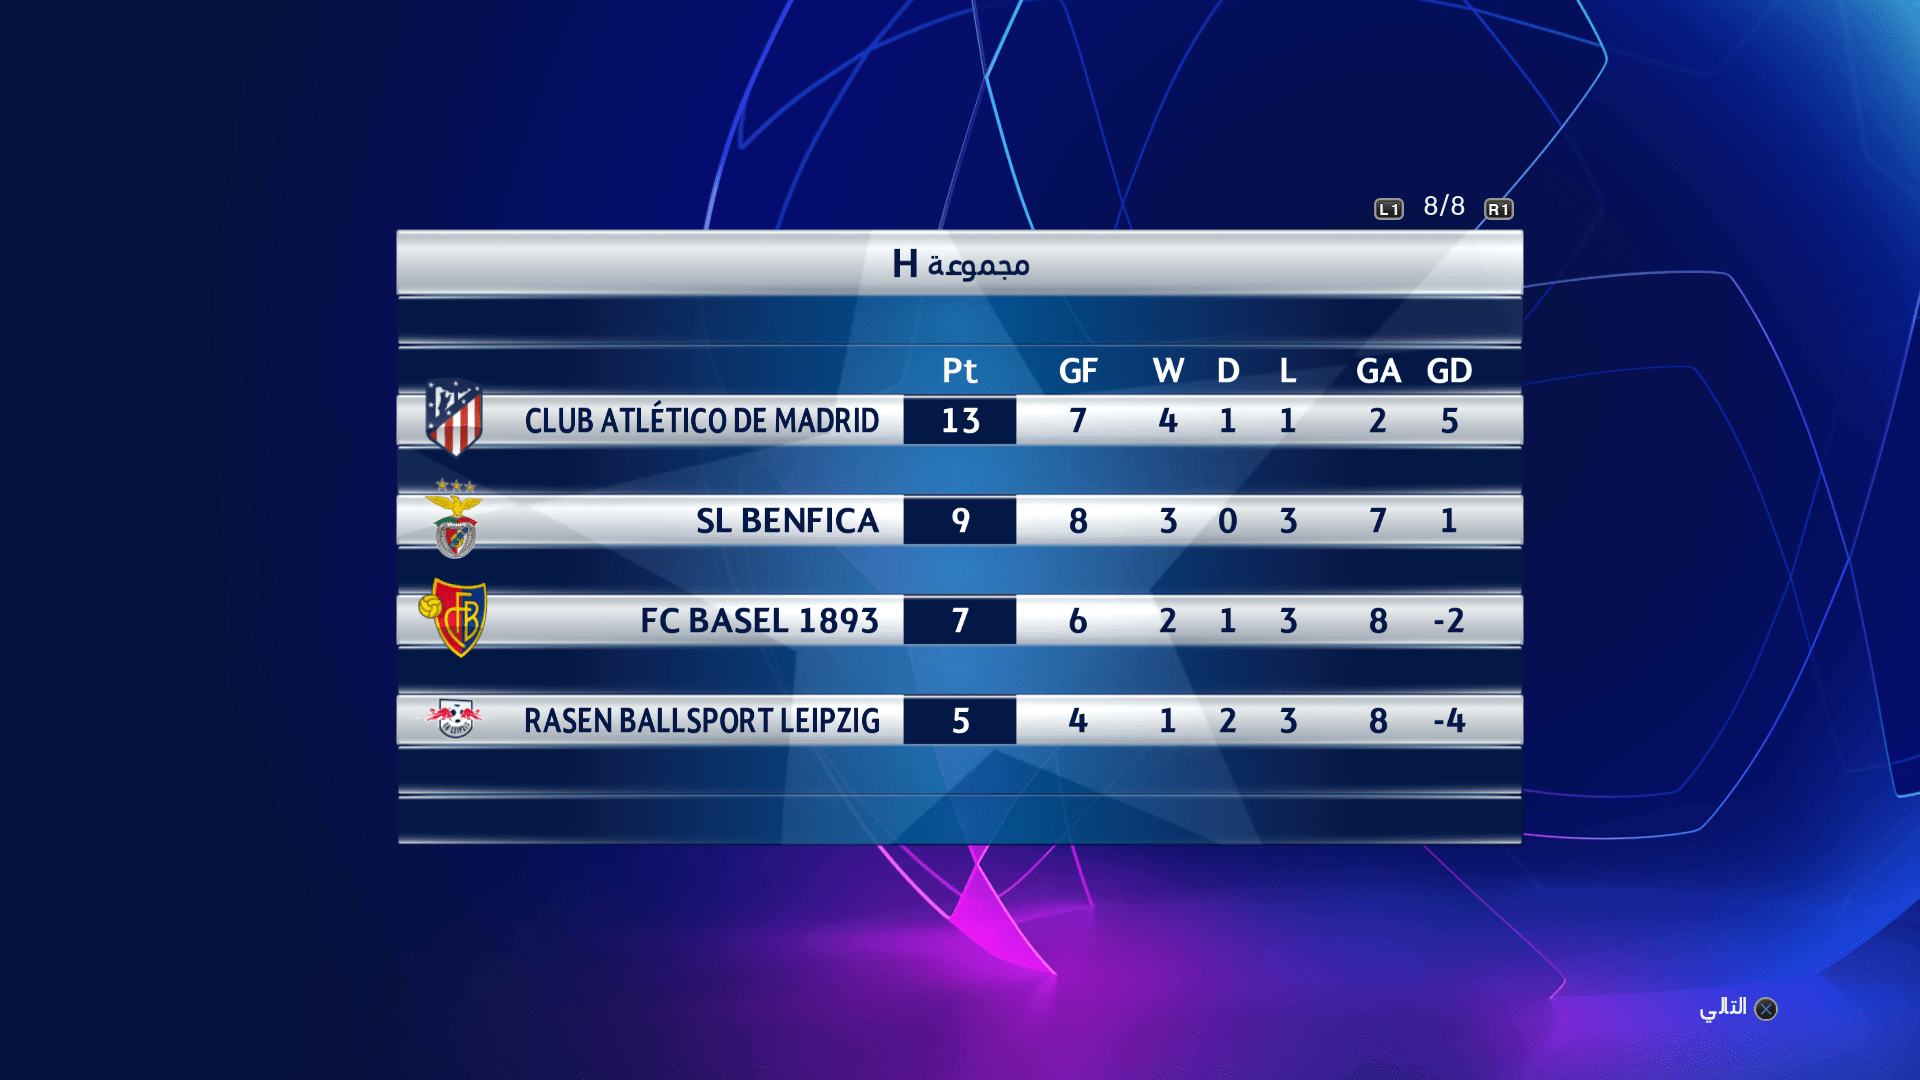 L1 8/8 R1
مجموعة H
Pt GF W D L GA GD
CLUB ATLÉTICO DE MADRID 13 7 4 1 1 2 5
SL BENFICA 9 8 3 0 3 7 1
FC BASEL 1893 7 6 2 1 3 8 -2
RASEN BALLSPORT LEIPZIG 5 4 1 2 3 8 -4
التالي